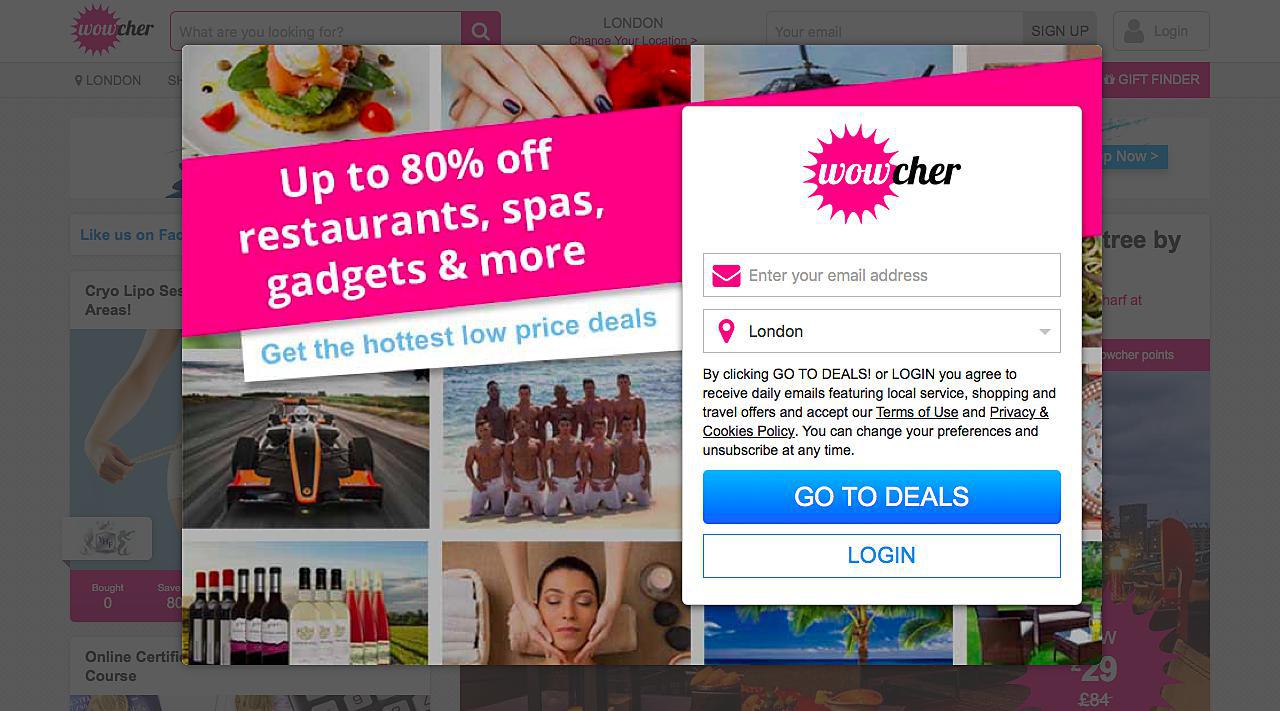 wowcher
What are you looking for?
LONDON
Change Your Location >
Your email
SIGN UP
Login
LONDON
SH
GIFT FINDER
Up to 80% off
restaurants, spas,
gadgets & more
Get the hottest low price deals
wowcher
Enter your email address
London
By clicking GO TO DEALS! or LOGIN you agree to
receive daily emails featuring local service, shopping and
travel offers and accept our Terms of Use and Privacy &
Cookies Policy. You can change your preferences and
unsubscribe at any time.
GO TO DEALS
LOGIN
p Now >
Like us on Fac
tree by
Cryo Lipo Ses
Areas!
harf at
owcher points
Bought
0
Save
80
Online Certifi
Course
W
£29
£84